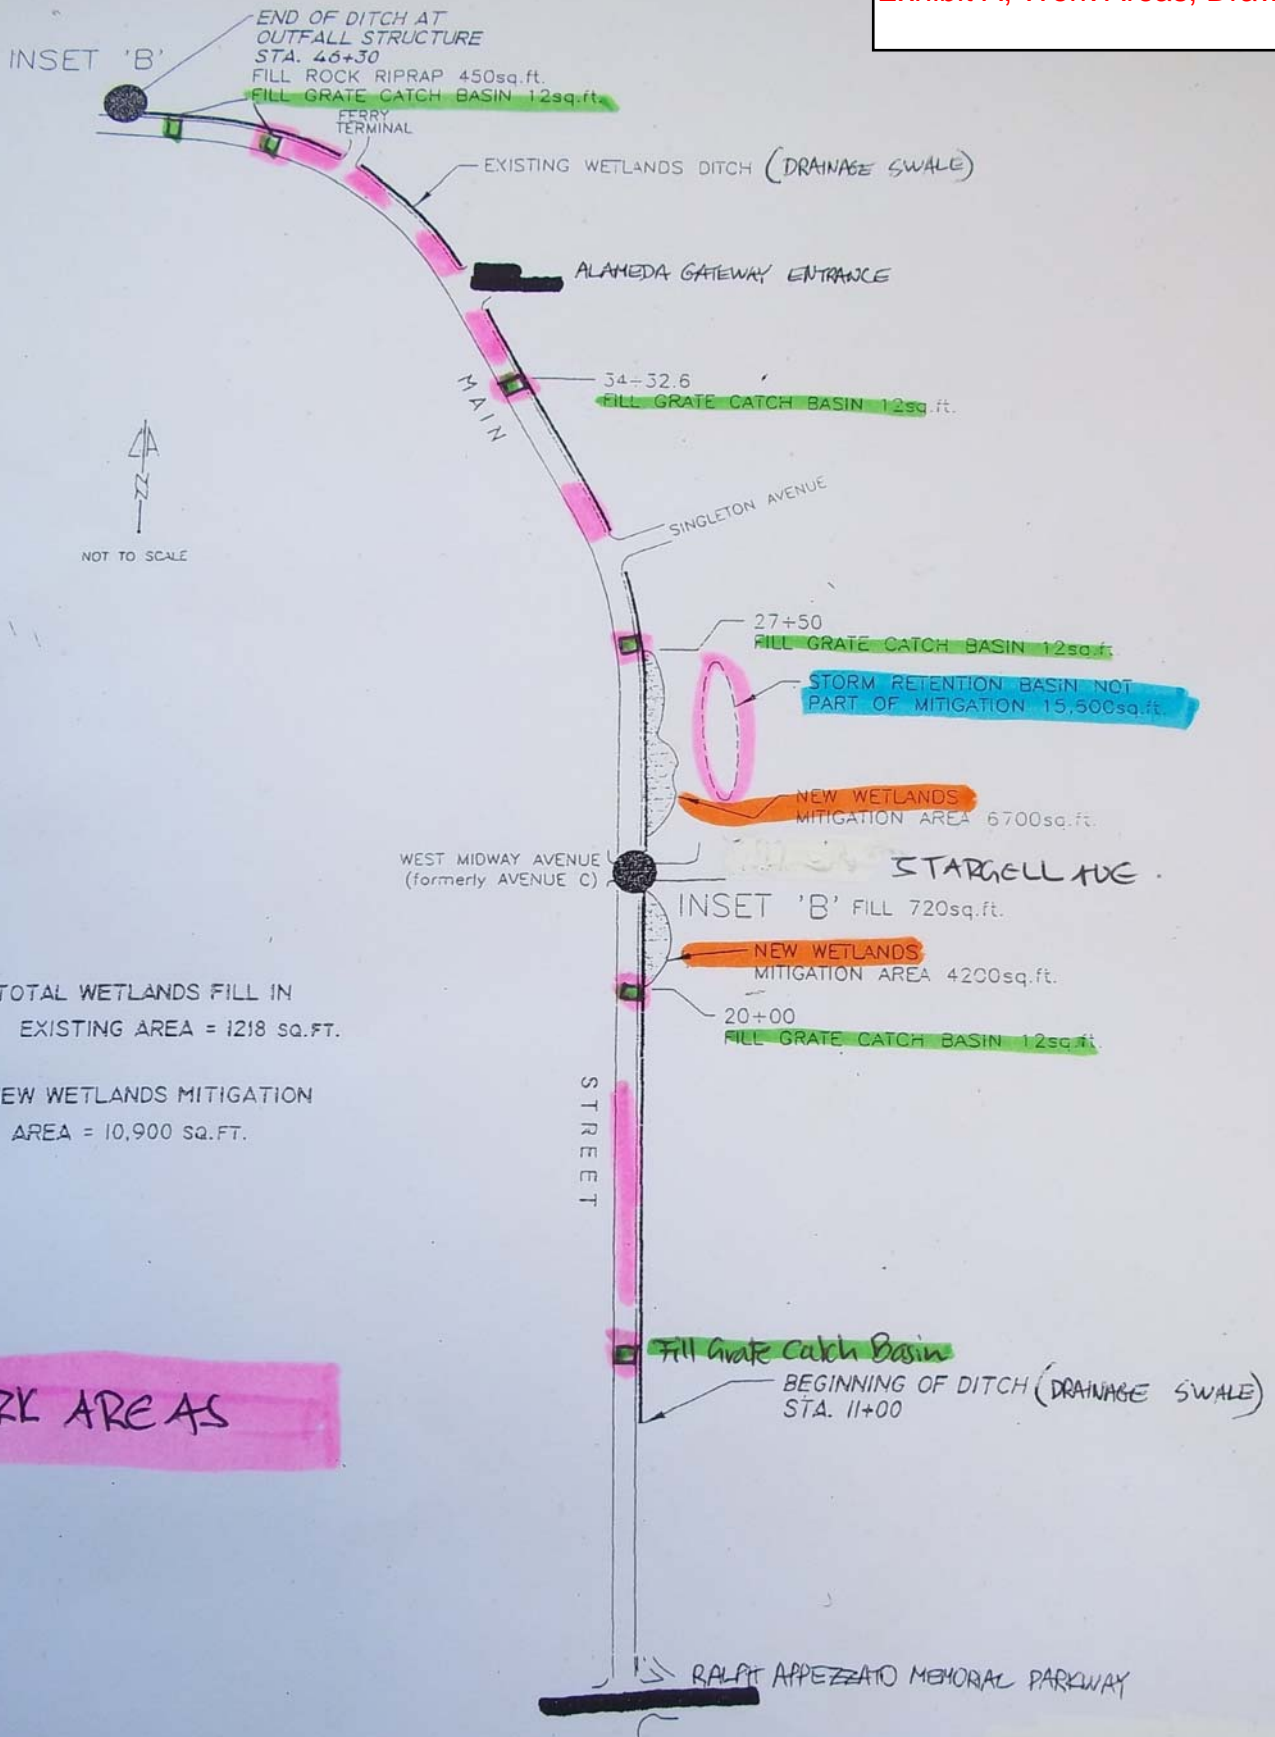 Exhibit A, Work Areas,
END OF DITCH AT
OUTFALL STRUCTURE
STA. 46+30
INSET 'B'
FILL ROCK RIPRAP 450sq.ft.
FILL GRATE CATCH BASIN 12sq.ft.
FERRY
TERMINAL
EXISTING WETLANDS DITCH (DRAINAGE SWALE)
ALAMEDA GATEWAY ENTRANCE
34+32.6
FILL GRATE CATCH BASIN 12sq.ft.
MAIN
N
NOT TO SCALE
SINGLETON AVENUE
27+50
FILL GRATE CATCH BASIN 12sq.ft.
STORM RETENTION BASIN NOT
PART OF MITIGATION 15,500sq.ft.
NEW WETLANDS
MITIGATION AREA 6700sq.ft.
WEST MIDWAY AVENUE
(formerly AVENUE C)
STARGELL AVE.
INSET 'B' FILL 720sq.ft.
NEW WETLANDS
MITIGATION AREA 4200sq.ft.
20+00
FILL GRATE CATCH BASIN 12sq.ft.
TOTAL WETLANDS FILL IN
EXISTING AREA = 1218 SQ.FT.
EW WETLANDS MITIGATION
AREA = 10,900 SQ.FT.
STREET
Fill Grate Catch Basin
BEGINNING OF DITCH (DRAINAGE SWALE)
STA. 11+00
RK AREAS
RALPH APPEZZATO MEMORIAL PARKWAY